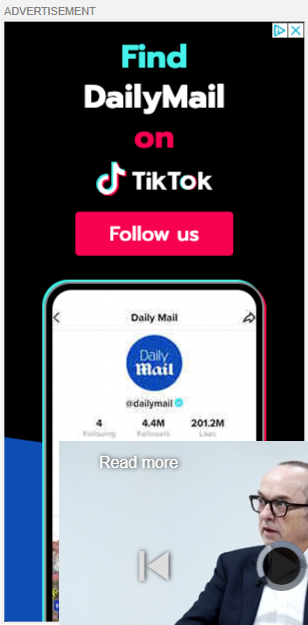 ADVERTISEMENT
Find
DailyMail
on
TikTok
Follow us
Daily Mail
Daily
Mail
@dailymail
4
4.4M
201.2M
Following
Followers
Likes
Read more